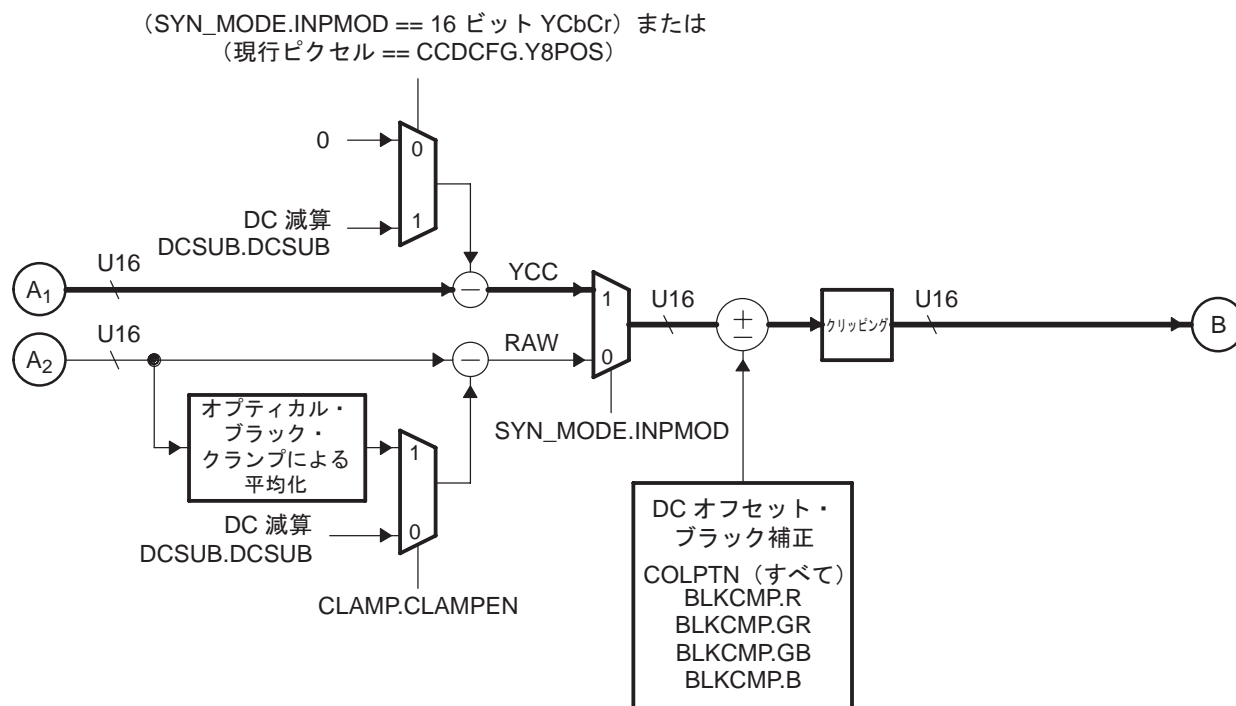 （SYN_MODE.INPMOD == 16 ビット YCbCr）または
（現行ピクセル == CCDCFG.Y8POS）
0
0
DC 減算
DCSUB.DCSUB
1
A1
U16
YCC
1
U16
±
クリッピング
U16
B
A2
U16
RAW
0
オプティカル・
ブラック・
クランプによる
平均化
1
SYN_MODE.INPMOD
DC 減算
DCSUB.DCSUB
0
CLAMP.CLAMPEN
DC オフセット・
ブラック補正
COLPTN（すべて）
BLKCMP.R
BLKCMP.GR
BLKCMP.GB
BLKCMP.B